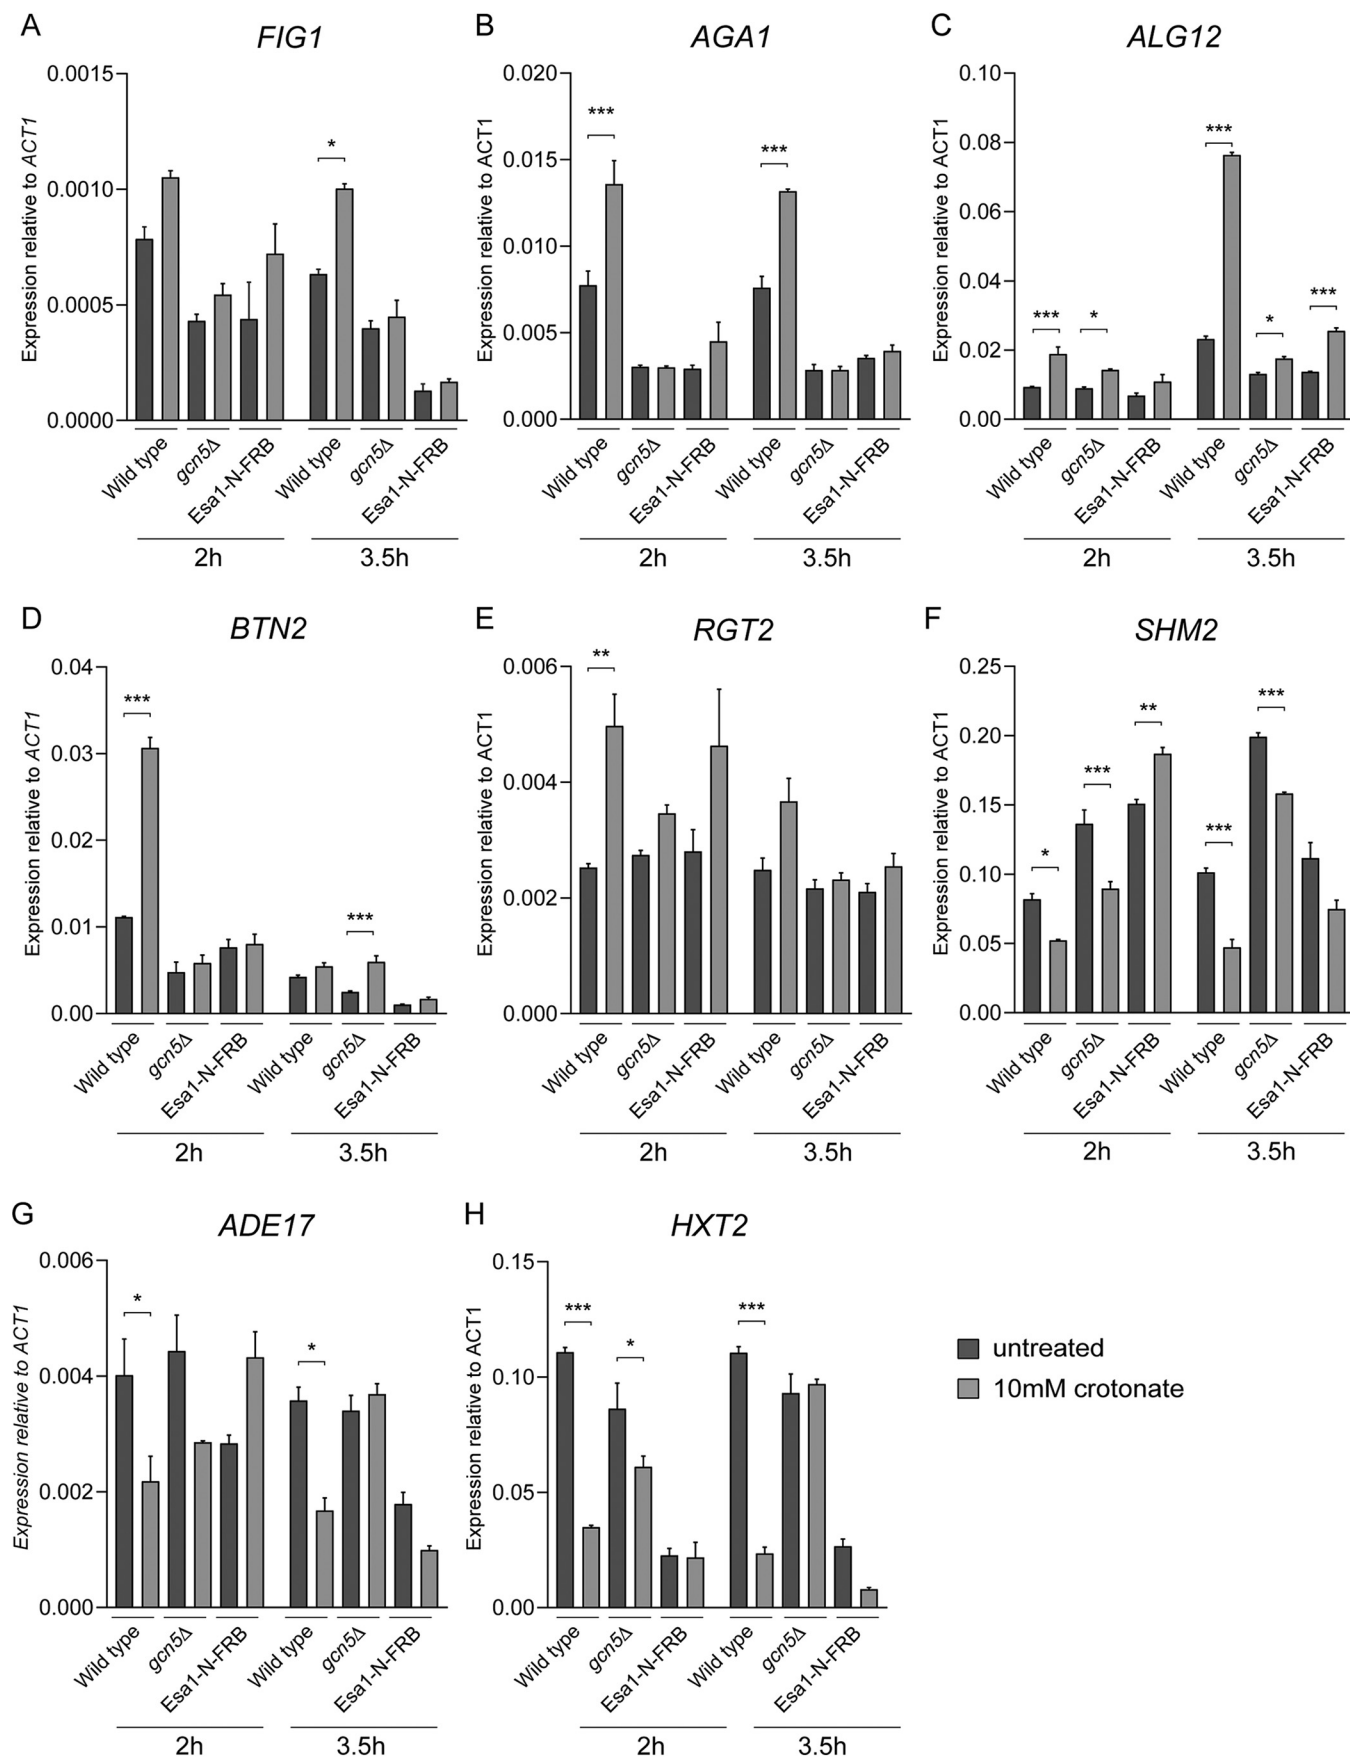 A
FIG1
Expression relative to ACT1
0.0015
0.0010
0.0005
0.0000
*
Wild type
gcn5Δ
Esa1-N-FRB
Wild type
gcn5Δ
Esa1-N-FRB
2h
3.5h
B
AGA1
Expression relative to ACT1
0.020
0.015
0.010
0.005
0.000
***
***
Wild type
gcn5Δ
Esa1-N-FRB
Wild type
gcn5Δ
Esa1-N-FRB
2h
3.5h
C
ALG12
Expression relative to ACT1
0.10
0.08
0.06
0.04
0.02
0.00
***
*
***
*
***
Wild type
gcn5Δ
Esa1-N-FRB
Wild type
gcn5Δ
Esa1-N-FRB
2h
3.5h
D
BTN2
Expression relative to ACT1
0.04
0.03
0.02
0.01
0.00
***
***
Wild type
gcn5Δ
Esa1-N-FRB
Wild type
gcn5Δ
Esa1-N-FRB
2h
3.5h
E
RGT2
Expression relative to ACT1
0.006
0.004
0.002
0.000
**
Wild type
gcn5Δ
Esa1-N-FRB
Wild type
gcn5Δ
Esa1-N-FRB
2h
3.5h
F
SHM2
Expression relative to ACT1
0.25
0.20
0.15
0.10
0.05
0.00
*
***
**
***
***
Wild type
gcn5Δ
Esa1-N-FRB
Wild type
gcn5Δ
Esa1-N-FRB
2h
3.5h
G
ADE17
Expression relative to ACT1
0.006
0.004
0.002
0.000
*
*
Wild type
gcn5Δ
Esa1-N-FRB
Wild type
gcn5Δ
Esa1-N-FRB
2h
3.5h
H
HXT2
Expression relative to ACT1
0.15
0.10
0.05
0.00
***
*
***
Wild type
gcn5Δ
Esa1-N-FRB
Wild type
gcn5Δ
Esa1-N-FRB
2h
3.5h
untreated
10mM crotonate